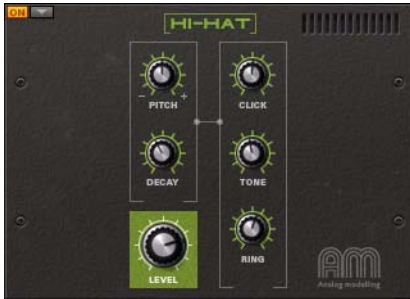 ON
HI-HAT
PITCH
CLICK
DECAY
TONE
LEVEL
RING
AM
Analog modelling